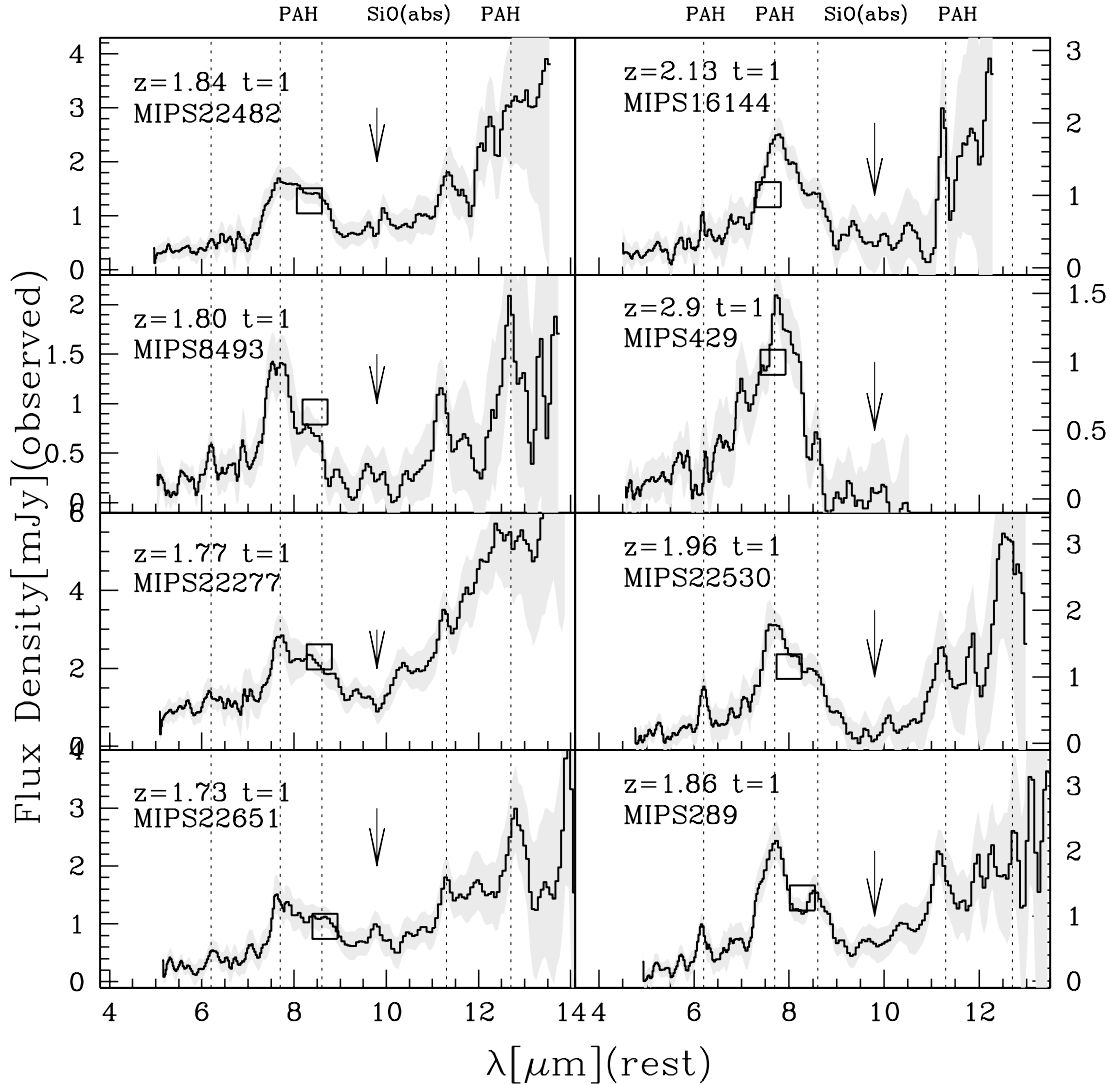 PAH SiO(abs) PAH PAH PAH SiO(abs) PAH
4 3 2 1 0
z=1.84 t=1
MIPS22482
z=2.13 t=1
MIPS16144
3 2 1 0
2 1.5 1 0.5 0
z=1.80 t=1
MIPS8493
z=2.9 t=1
MIPS429
1.5 1 0.5 0
6 4 2 0
z=1.77 t=1
MIPS22277
z=1.96 t=1
MIPS22530
3 2 1 0
4 3 2 1 0
z=1.73 t=1
MIPS22651
z=1.86 t=1
MIPS289
3 2 1 0
4 6 8 10 12 14 4 6 8 10 12
Flux Density[mJy](observed)
λ[μm](rest)